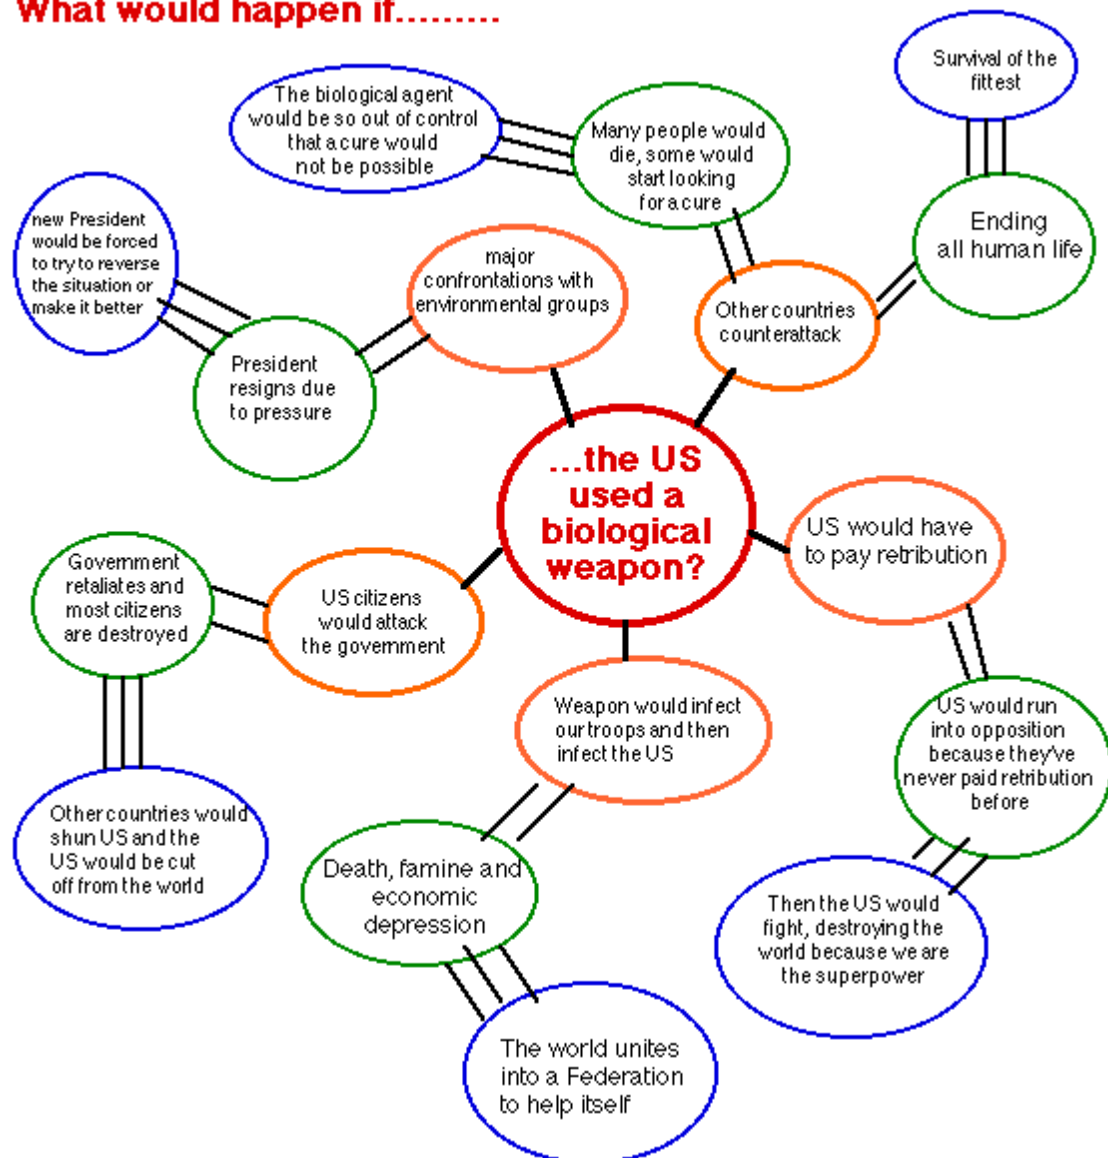 What would happen if.........
Survival of the
fittest
The biological agent
would be so out of control
that a cure would
not be possible
Many people would
die, some would
start looking
for a cure
Ending
all human life
new President
would be forced
to try to reverse
the situation or
make it better
major
confrontations with
environmental groups
Other countries
counterattack
President
resigns due
to pressure
...the US
used a
biological
weapon?
US would have
to pay retribution
Government
retaliates and
most citizens
are destroyed
US citizens
would attack
the government
Weapon would infect
our troops and then
infect the US
US would run
into opposition
because they've
never paid retribution
before
Other countries would
shun US and the
US would be cut
off from the world
Death, famine and
economic
depression
Then the US would
fight, destroying the
world because we are
the superpower
The world unites
into a Federation
to help itself